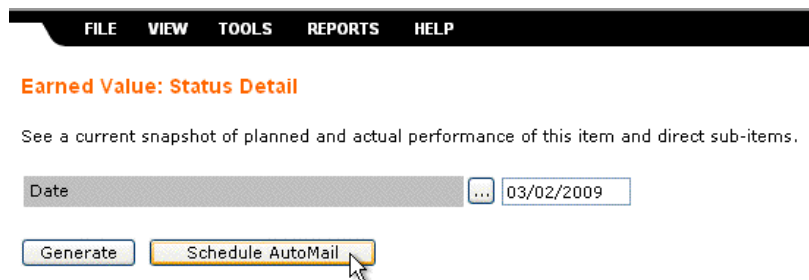 FILE VIEW TOOLS REPORTS HELP
Earned Value: Status Detail
See a current snapshot of planned and actual performance of this item and direct sub-items.
Date ... 03/02/2009
Generate Schedule AutoMail